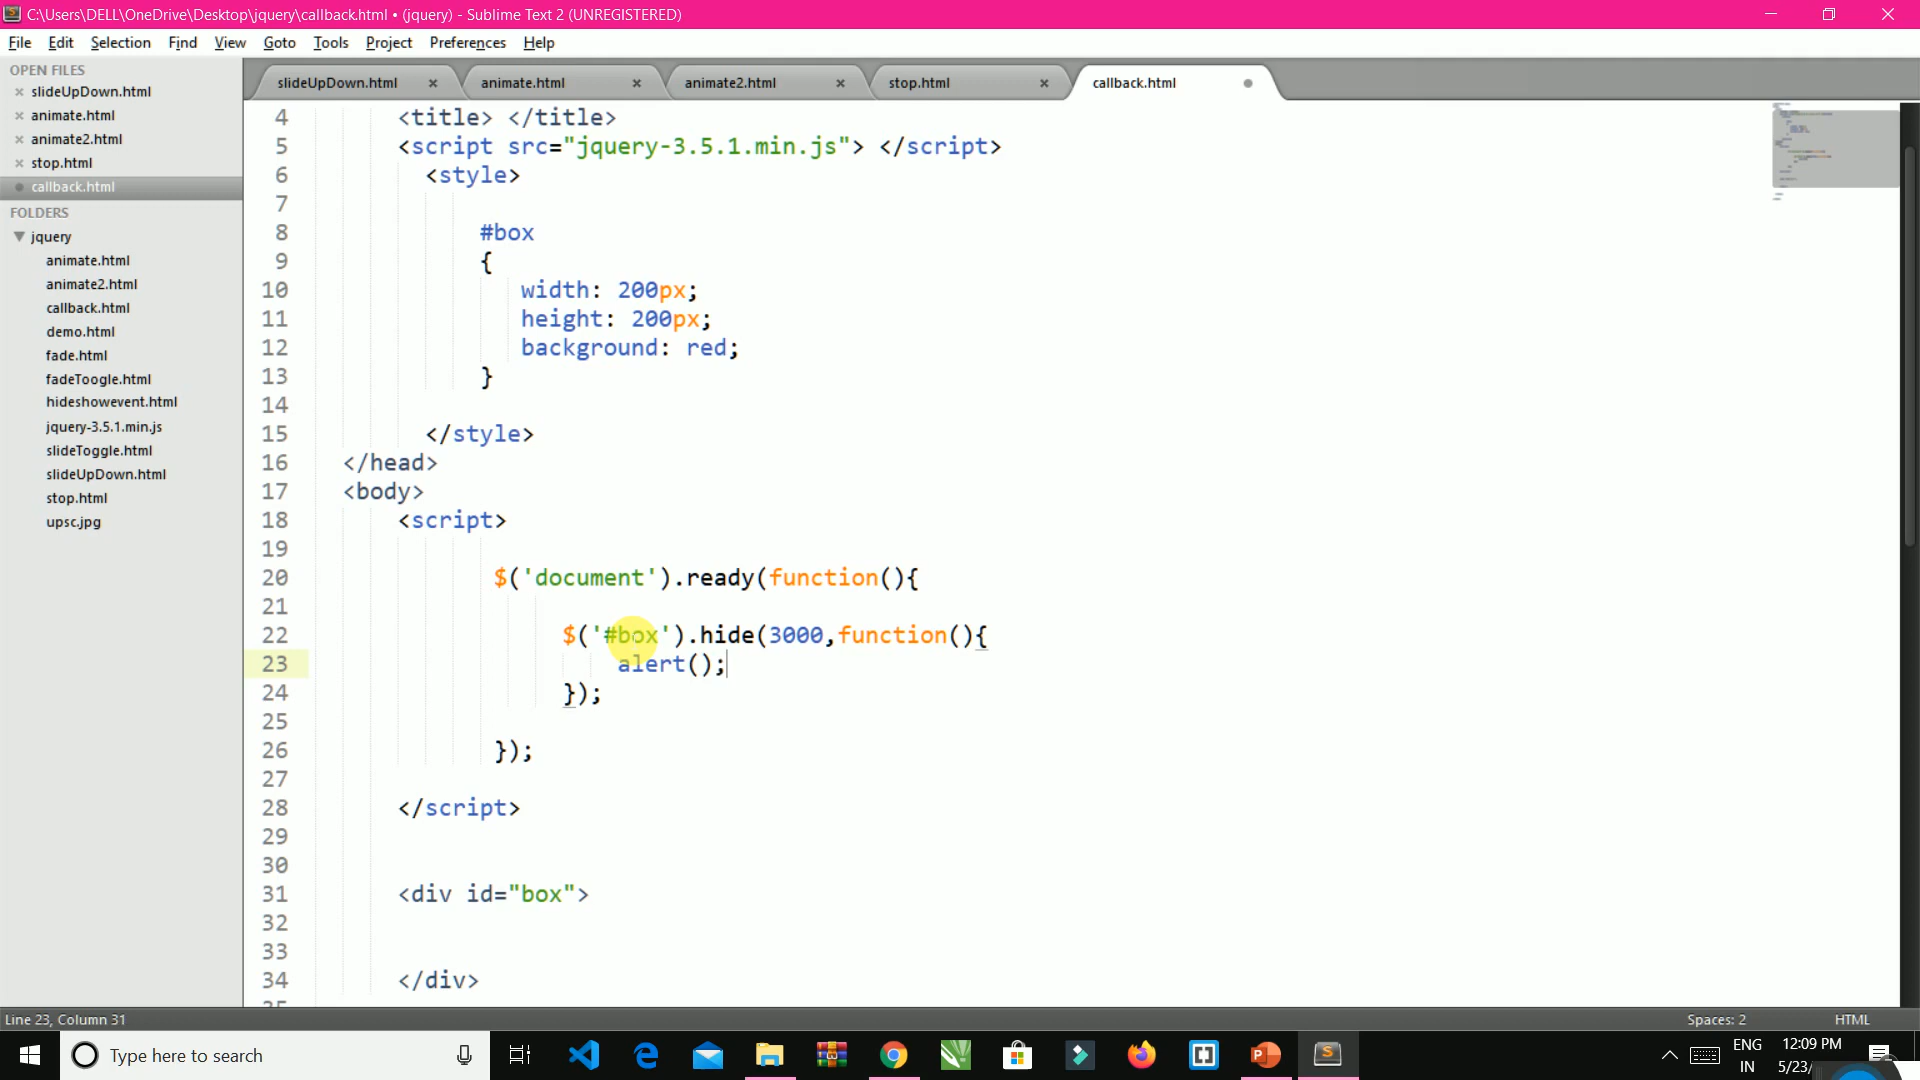 C:\Users\DELL\OneDrive\Desktop\jquery\callback.html • (jquery) - Sublime Text 2 (UNREGISTERED)
File Edit Selection Find View Goto Tools Project Preferences Help
OPEN FILES
slideUpDown.html
animate.html
animate2.html
stop.html
callback.html
FOLDERS
jquery
animate.html
animate2.html
callback.html
demo.html
fade.html
fadeToogle.html
hideshowevent.html
jquery-3.5.1.min.js
slideToggle.html
slideUpDown.html
stop.html
upsc.jpg
slideUpDown.html animate.html animate2.html stop.html callback.html
4 <title> </title>
5 <script src="jquery-3.5.1.min.js"> </script>
6 <style>
7
8 #box
9 {
10 width: 200px;
11 height: 200px;
12 background: red;
13 }
14
15 </style>
16 </head>
17 <body>
18 <script>
19
20 $('document').ready(function(){
21
22 $('#box').hide(3000,function(){
23 alert();
24 });
25
26 });
27
28 </script>
29
30
31 <div id="box">
32
33
34 </div>
Line 23, Column 31
Spaces: 2 HTML
Type here to search
ENG
IN
12:09 PM
5/23/